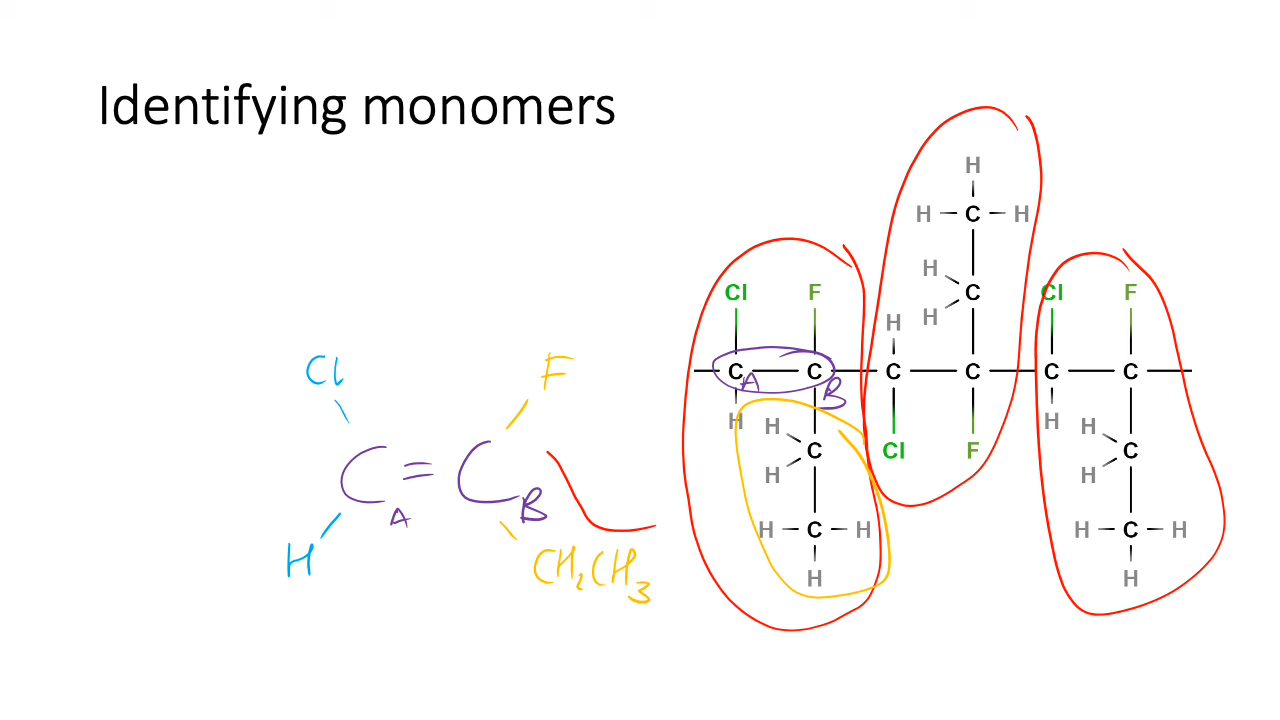 Identifying monomers
H
H C H
H
C
H
Cl F H Cl F
C C C C C C
A B
H H
H H
C C
H Cl F H
H C H H C H
H H
Cl F
C = C
A B
H CH2CH3